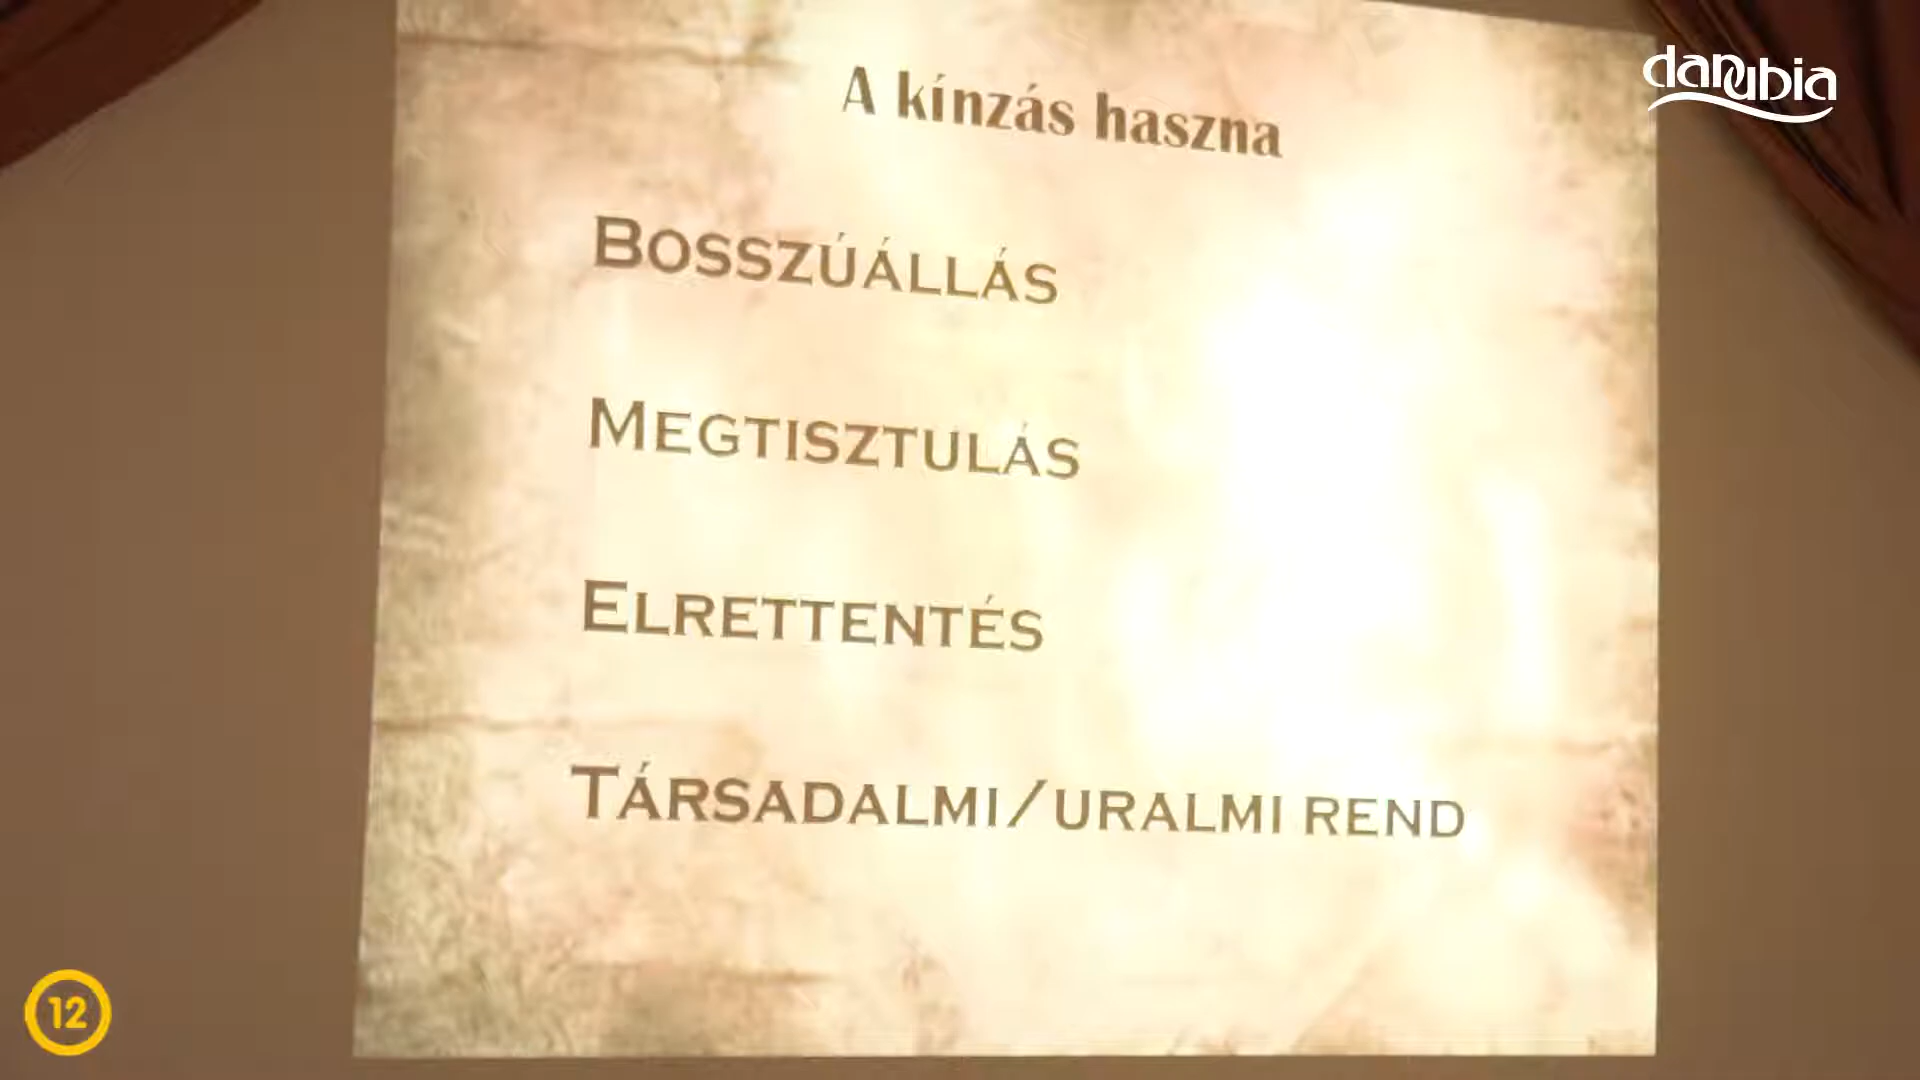 danubia
A kínzás haszna
Bosszúállás
Megtisztulás
Elrettentés
Társadalmi/uralmi rend
12